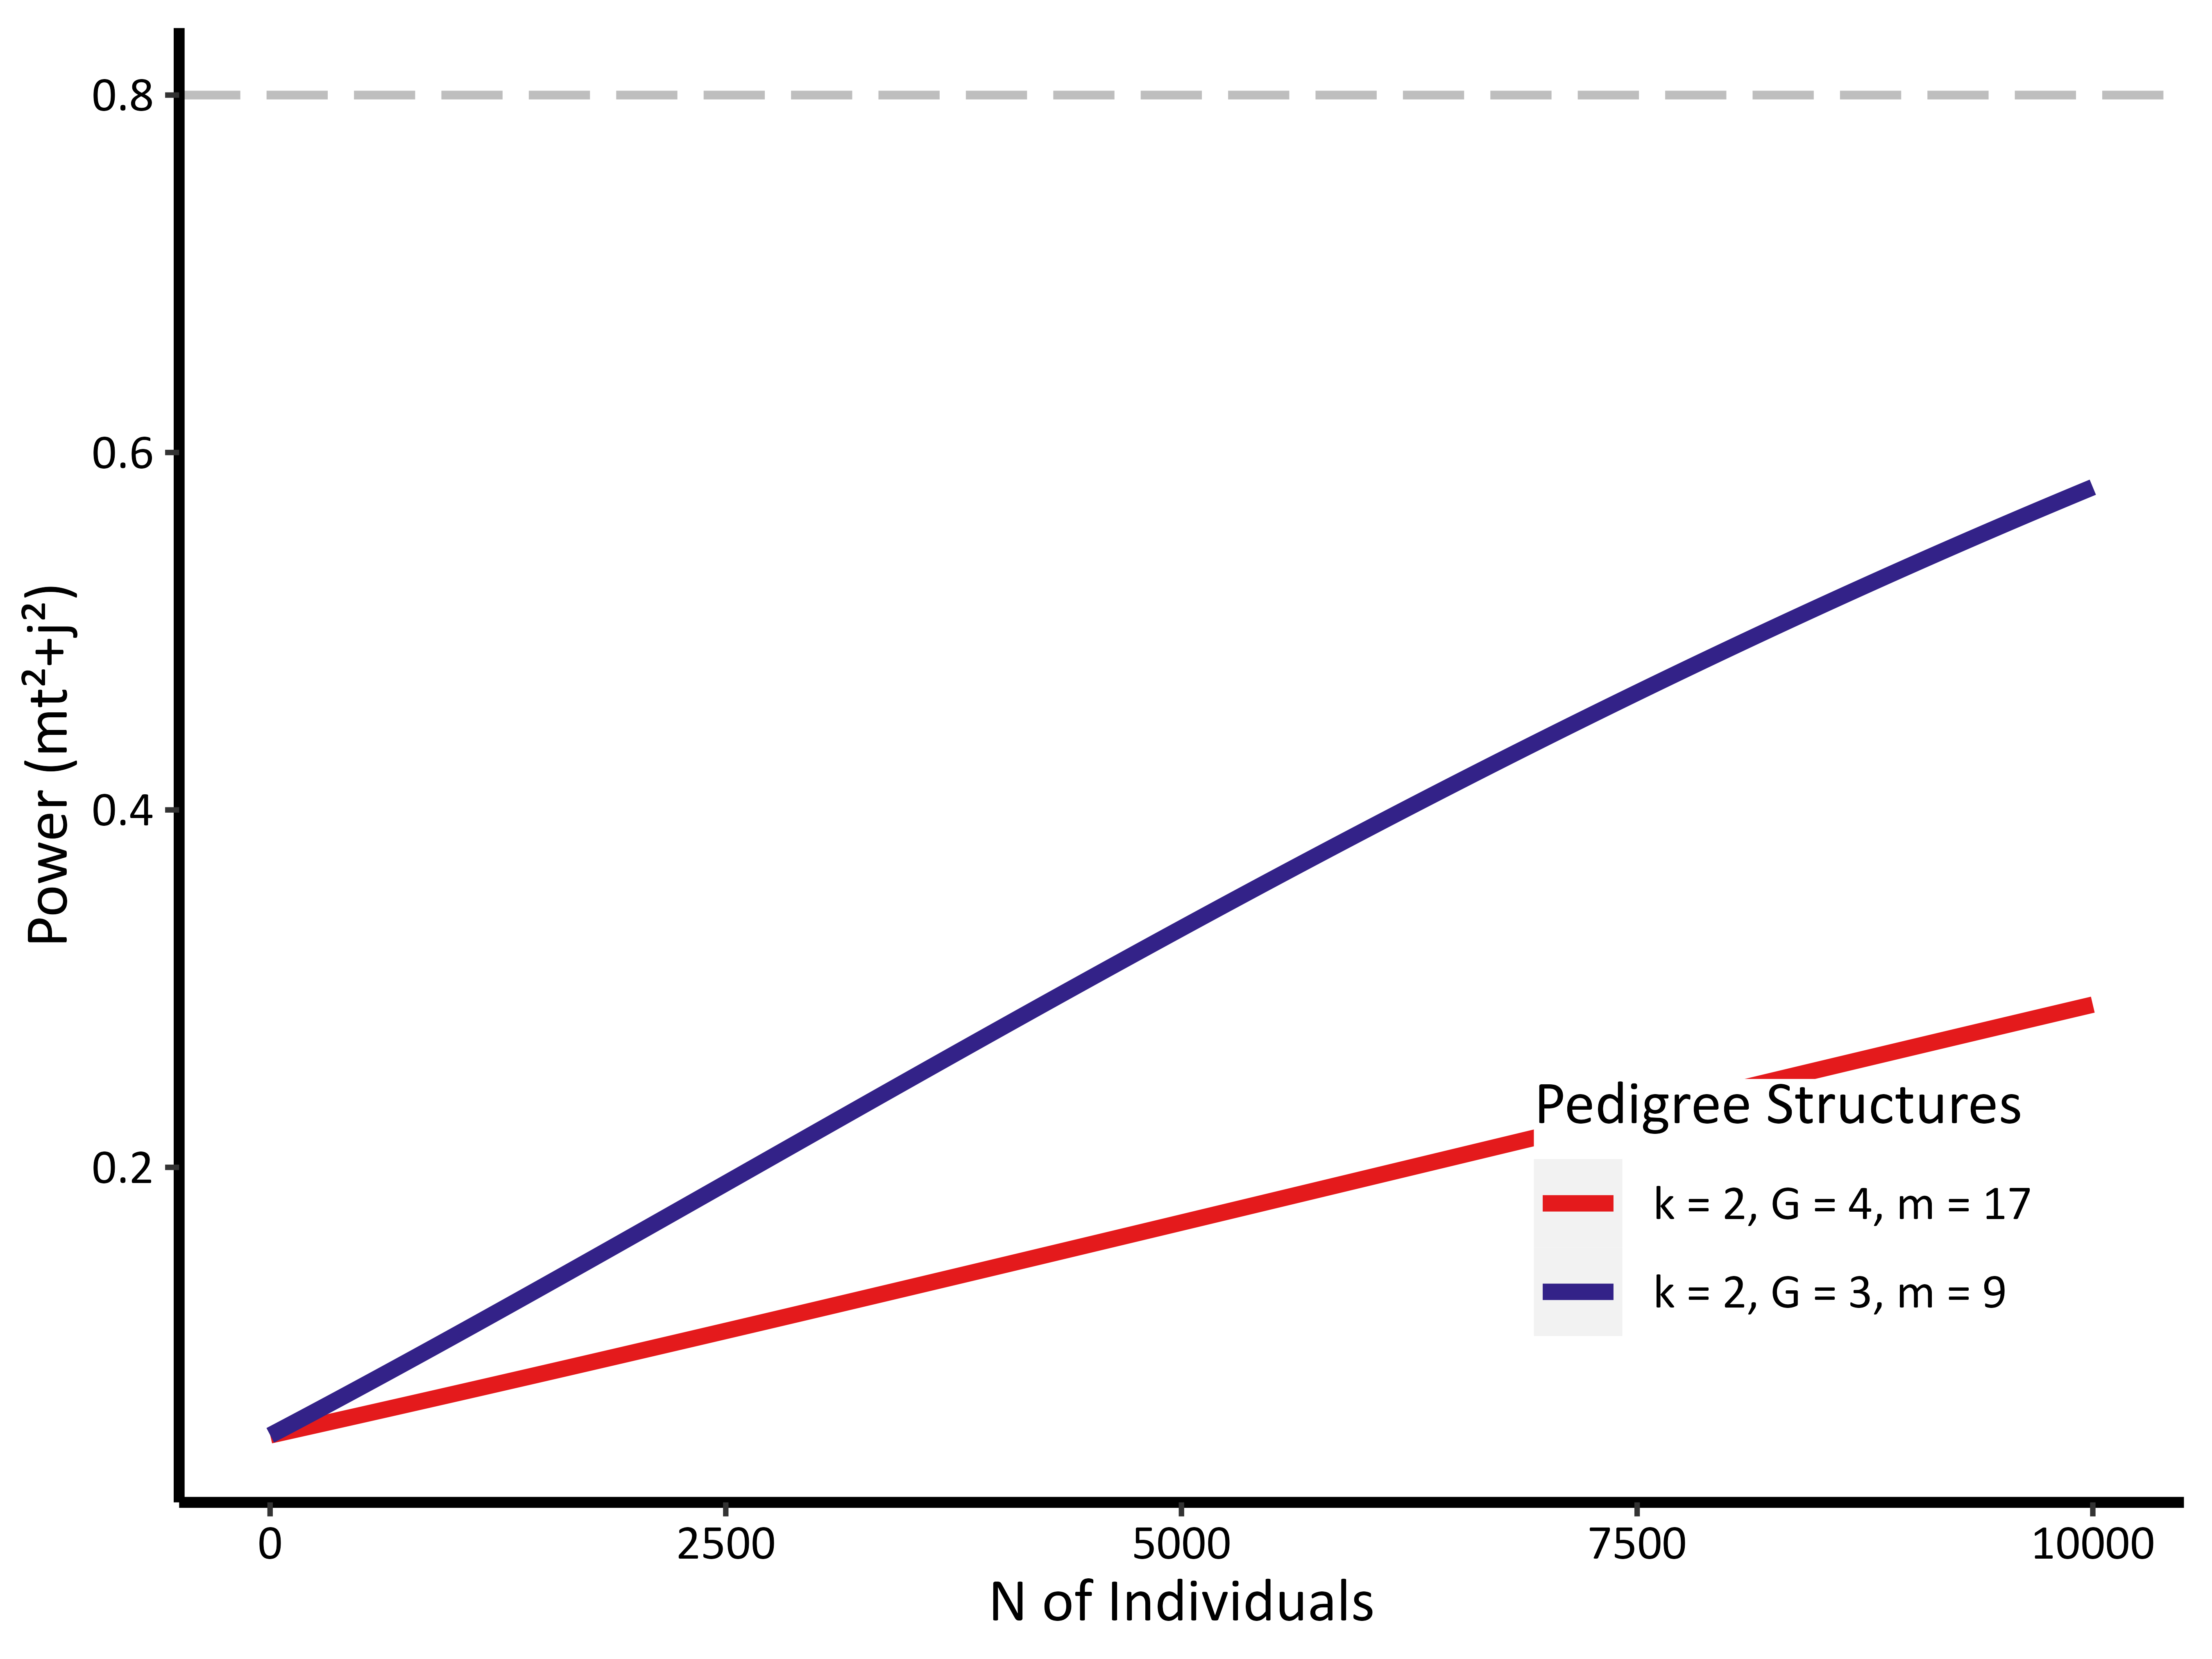 0.8
0.6
0.4
0.2
Power (mt²+j²)
0
2500
5000
7500
10000
N of Individuals
Pedigree Structures
k = 2, G = 4, m = 17
k = 2, G = 3, m = 9